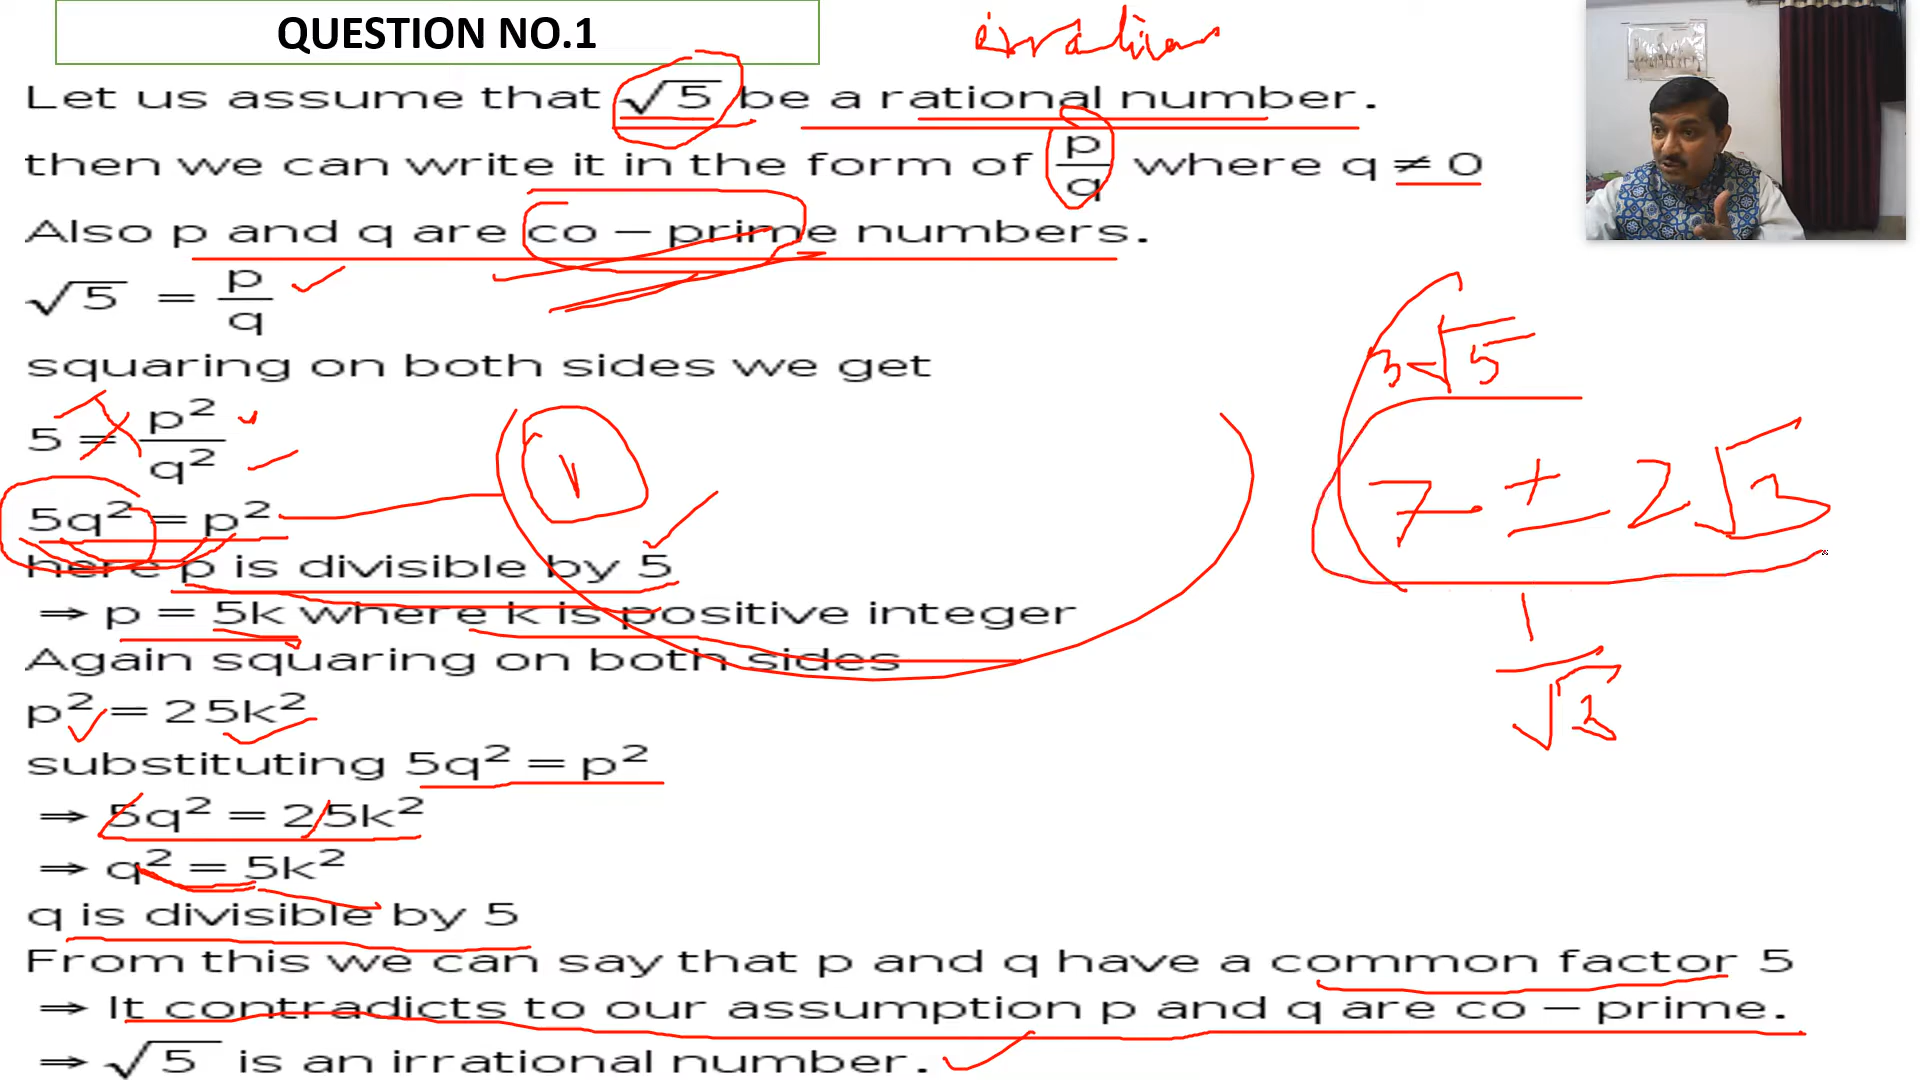 QUESTION NO.1
irration
Let us assume that √5 be a rational number.
then we can write it in the form of p/q where q ≠ 0
Also p and q are co – prime numbers.
√5 = p/q
squaring on both sides we get
5 = p²/q²
5q² = p²
1
here p is divisible by 5
⇒ p = 5k where k is positive integer
Again squaring on both sides
p² = 25k²
substituting 5q² = p²
⇒ 5q² = 25k²
⇒ q² = 5k²
q is divisible by 5
From this we can say that p and q have a common factor 5
⇒ It contradicts to our assumption p and q are co – prime.
⇒ √5 is an irrational number.
3√5
7 ± 2√3